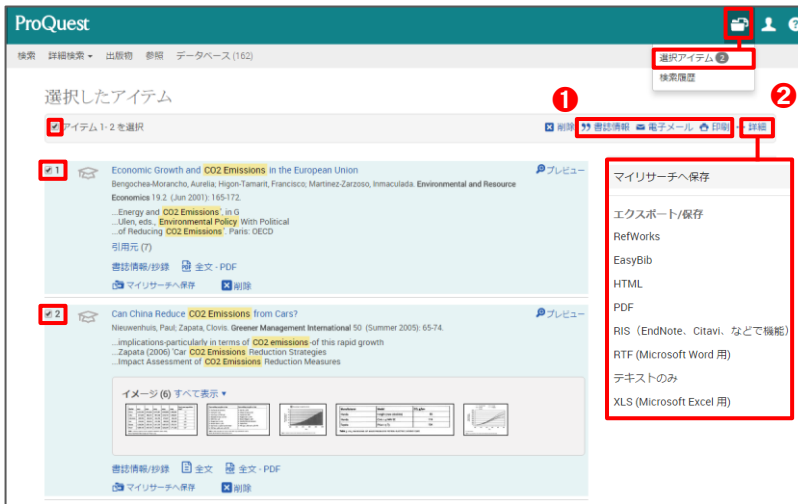 ProQuest
検索 詳細検索 出版物 参照 データベース (162)
選択アイテム 2
検索履歴
選択したアイテム
❶ ❷
アイテム 1- 2 を選択
削除 書誌情報 電子メール 印刷 詳細
1
Economic Growth and CO2 Emissions in the European Union
プレビュー
Bengochea-Morancho, Aurelia; Higon-Tamarit, Francisco; Martinez-Zarzoso, Inmaculada. Environmental and Resource
Economics 19.2 (Jun 2001): 165-172.
...Energy and CO2 Emissions', in G
...Ulen, eds., Environmental Policy With Political
...of Reducing CO2 Emissions'. Paris: OECD
引用元 (7)
書誌情報/抄録 全文 - PDF
マイリサーチへ保存 削除
2
Can China Reduce CO2 Emissions from Cars?
プレビュー
Nieuwenhuis, Paul; Zapata, Clovis. Greener Management International 50 (Summer 2005): 65-74.
...implications-particularly in terms of CO2 emissions-of this rapid growth
...Zapata (2006) 'Car CO2 Emissions Reduction Strategies
...Impact Assessment of CO2 Emissions Reduction Measures
イメージ (6) すべて表示
書誌情報/抄録 全文 全文 - PDF
マイリサーチへ保存 削除
マイリサーチへ保存
エクスポート/保存
RefWorks
EasyBib
HTML
PDF
RIS（EndNote、Citavi、などで機能）
RTF (Microsoft Word 用)
テキストのみ
XLS (Microsoft Excel 用)